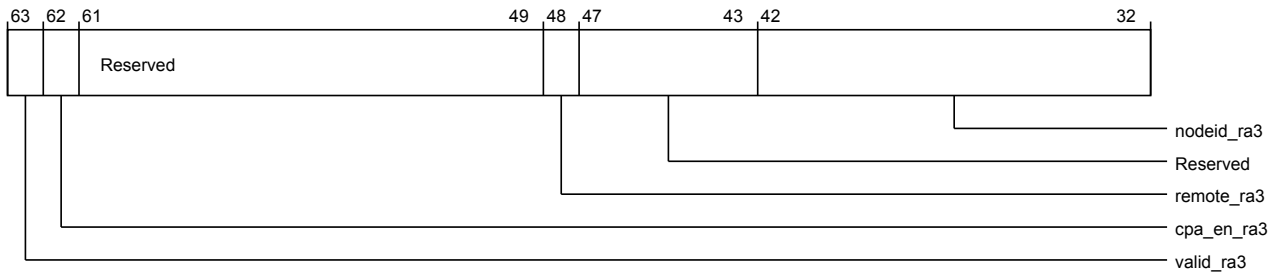 63 62 61 49 48 47 43 42 32
Reserved
nodeid_ra3
Reserved
remote_ra3
cpa_en_ra3
valid_ra3